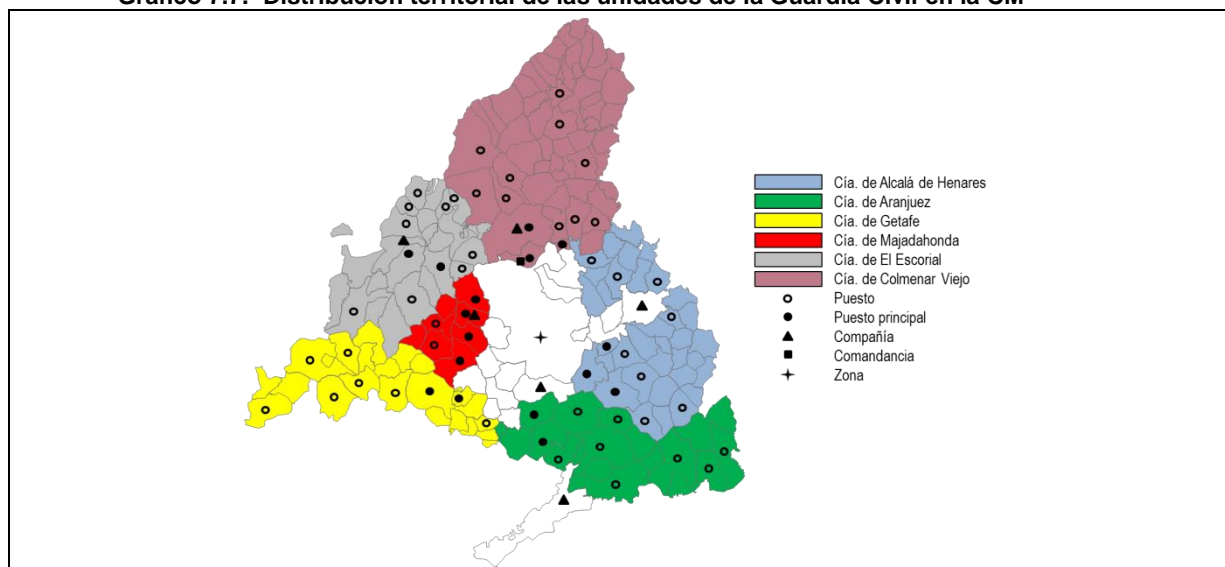 Gráfico 7.7: Distribución territorial de las unidades de la Guardia Civil en la CM
Cía. de Alcalá de Henares
Cía. de Aranjuez
Cía. de Getafe
Cía. de Majadahonda
Cía. de El Escorial
Cía. de Colmenar Viejo
Puesto
Puesto principal
Compañía
Comandancia
Zona